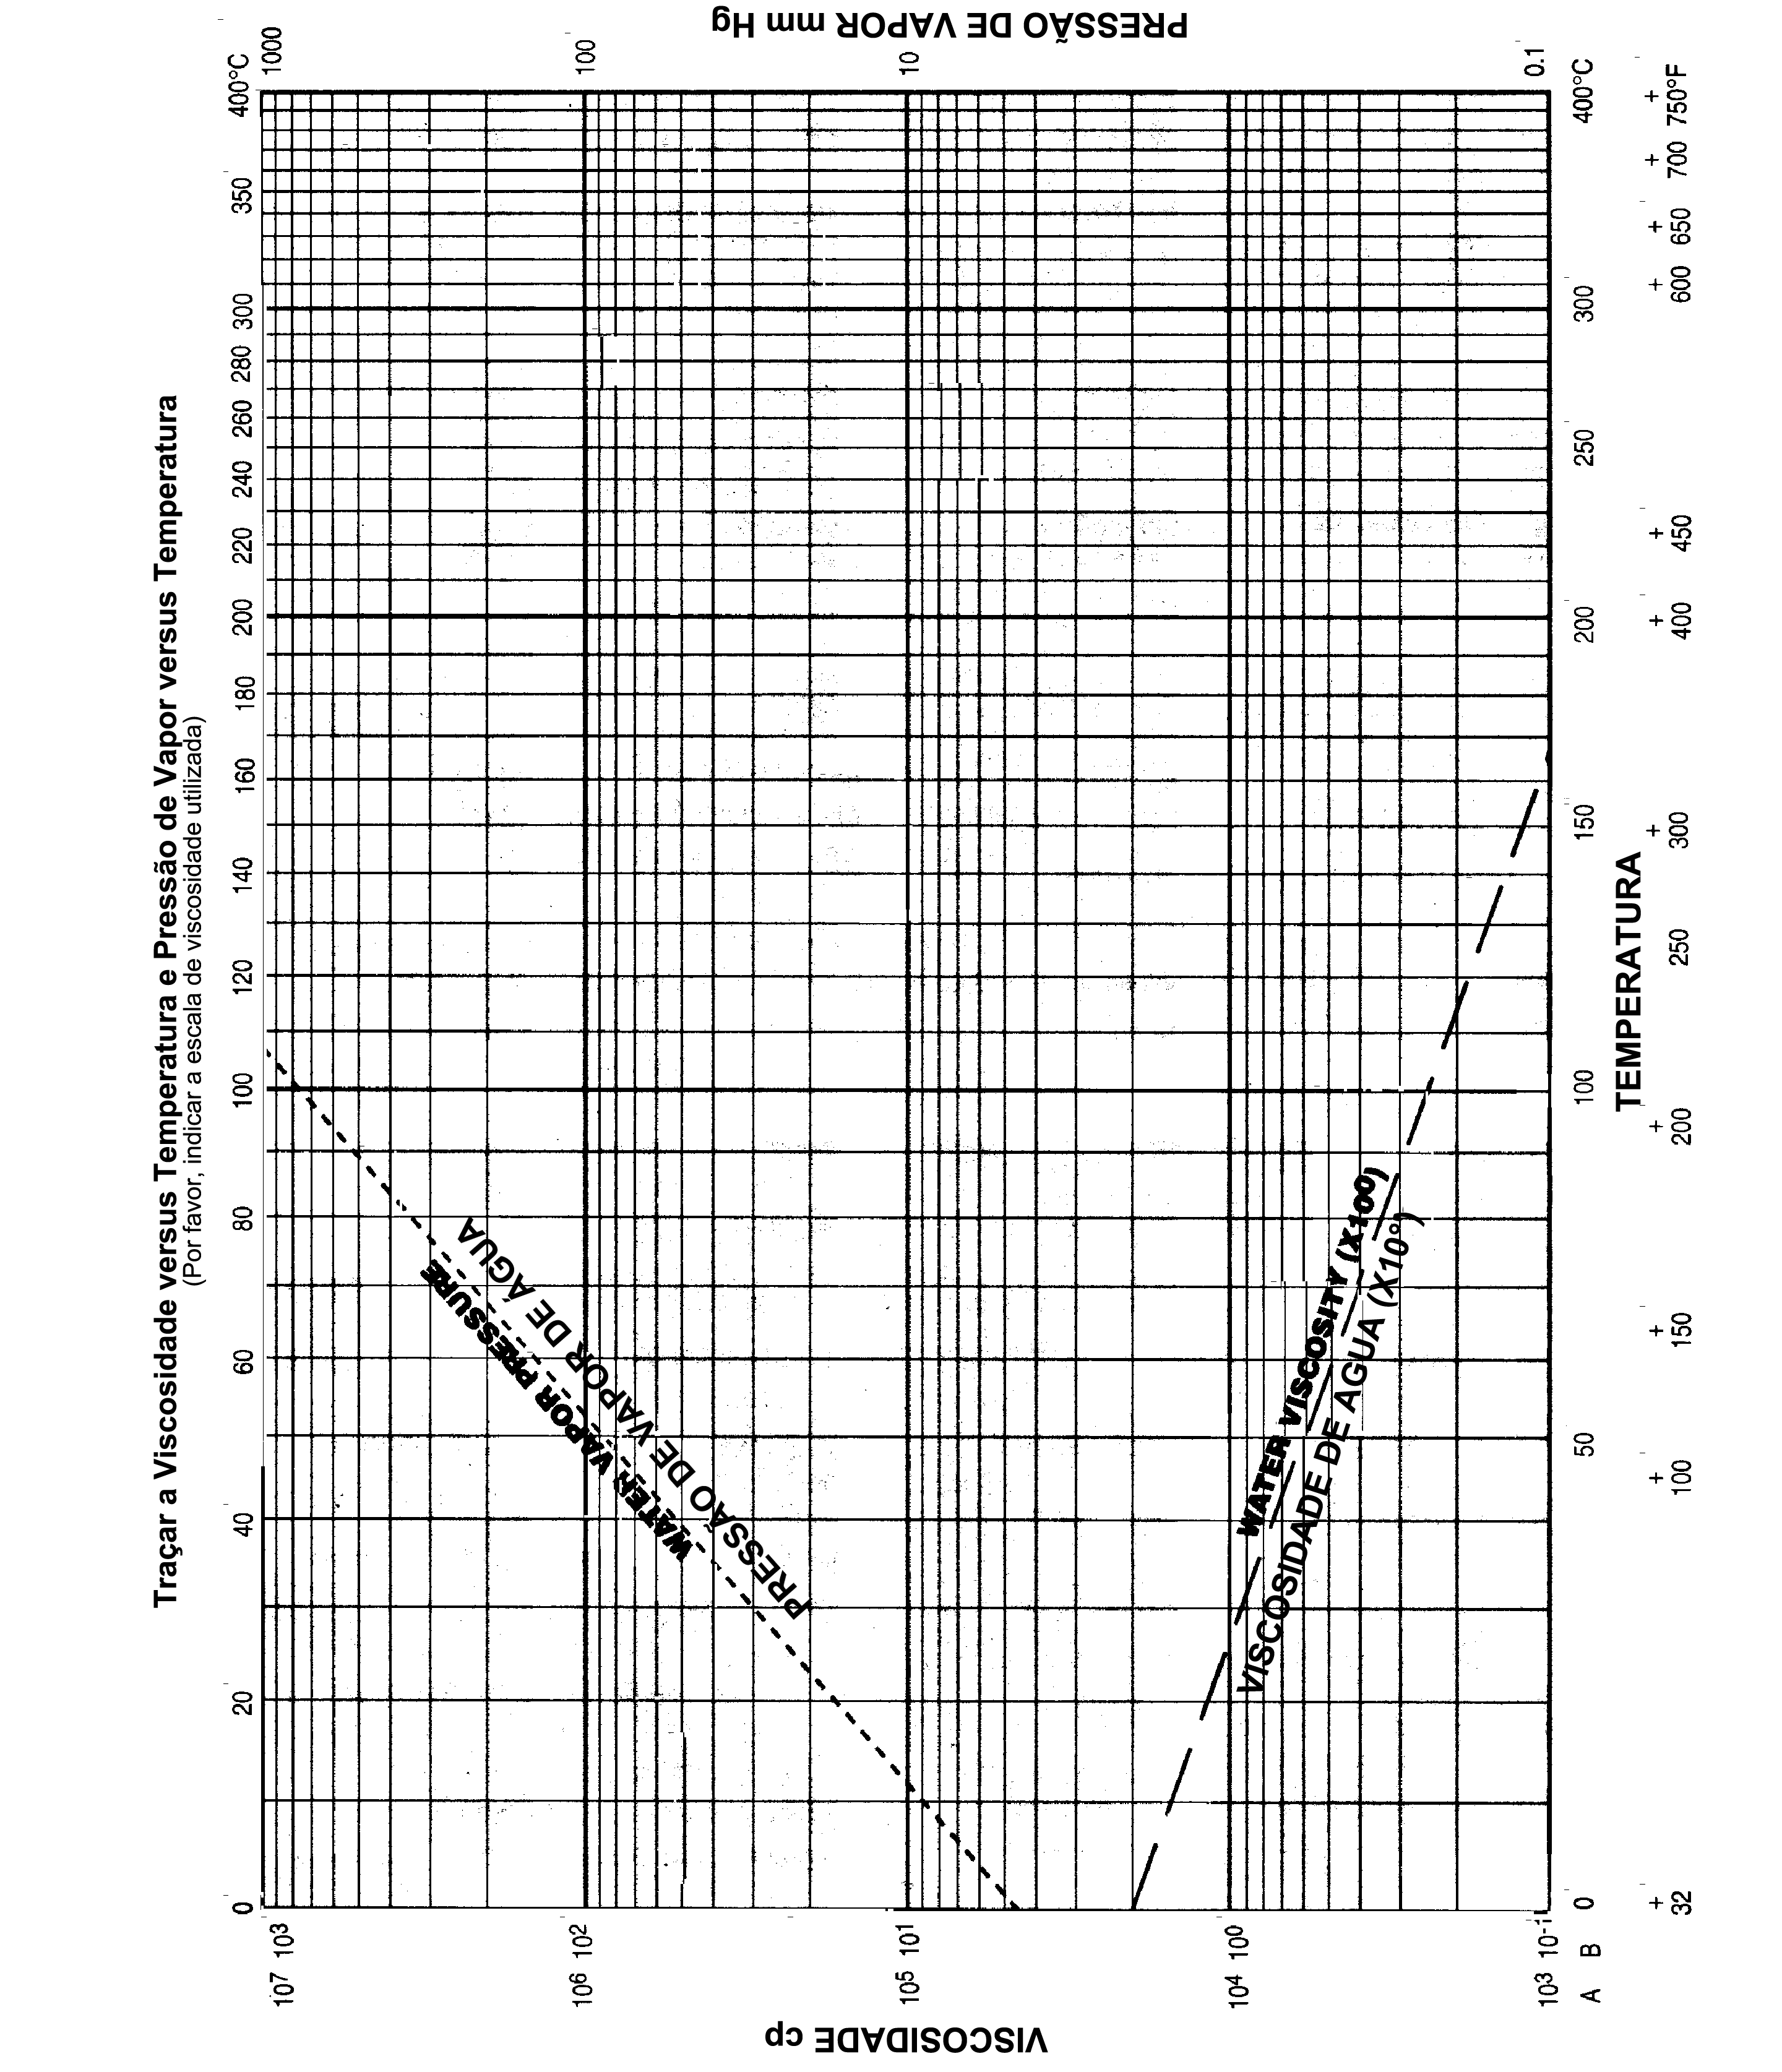 Traçar a Viscosidade versus Temperatura e Pressão de Vapor versus Temperatura
(Por favor, indicar a escala de viscosidade utilizada)
0 20 40 60 80 100 120 140 160 180 200 220 240 260 280 300 350 400°C
10⁷ 10³ 1000
10⁶ 10² 100
10⁵ 10¹ 10
10⁴ 10⁰
10³ 10⁻¹ 0.1
A B
VISCOSIDADE cp
PRESSÃO DE VAPOR mm Hg
WATEN VAPOR PRESSURE
PRESSÃO DE VAPOR DE ÁGUA
WATER VISCOSITY (X100)
VISCOSIDADE DE AGUA (X10°)
0 50 100 150 200 250 300 400°C
TEMPERATURA
+ + + + + + + + + + + +
32 100 150 200 250 300 400 450 600 650 700 750°F